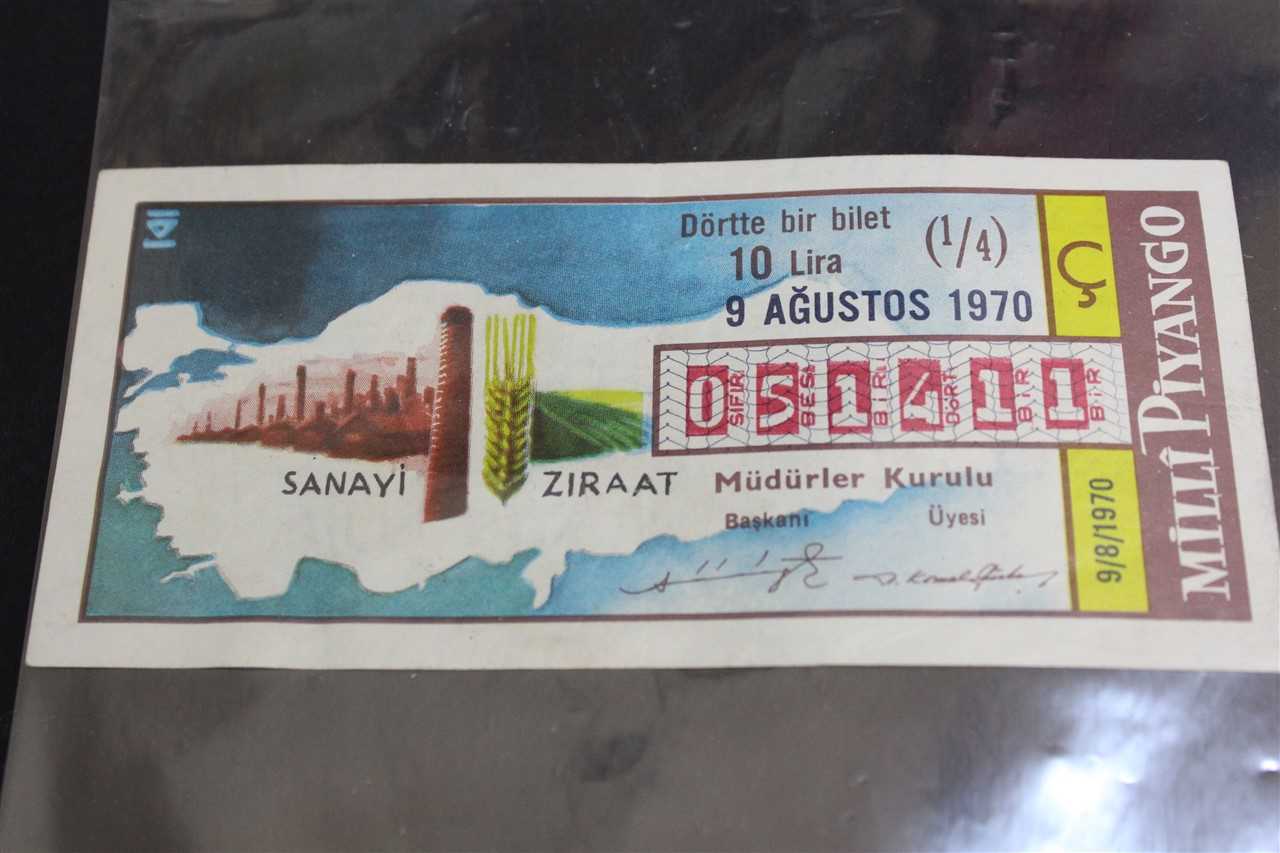 Dörtte bir bilet
10 Lira
(1/4)
9 AĞUSTOS 1970
Ç
MİLLÎ PİYANGO
051411
SIFIR BEŞ BİR DÖRT BİR BİR
SANAYİ
ZIRAAT
Müdürler Kurulu
Başkanı
Üyesi
9/8/1970